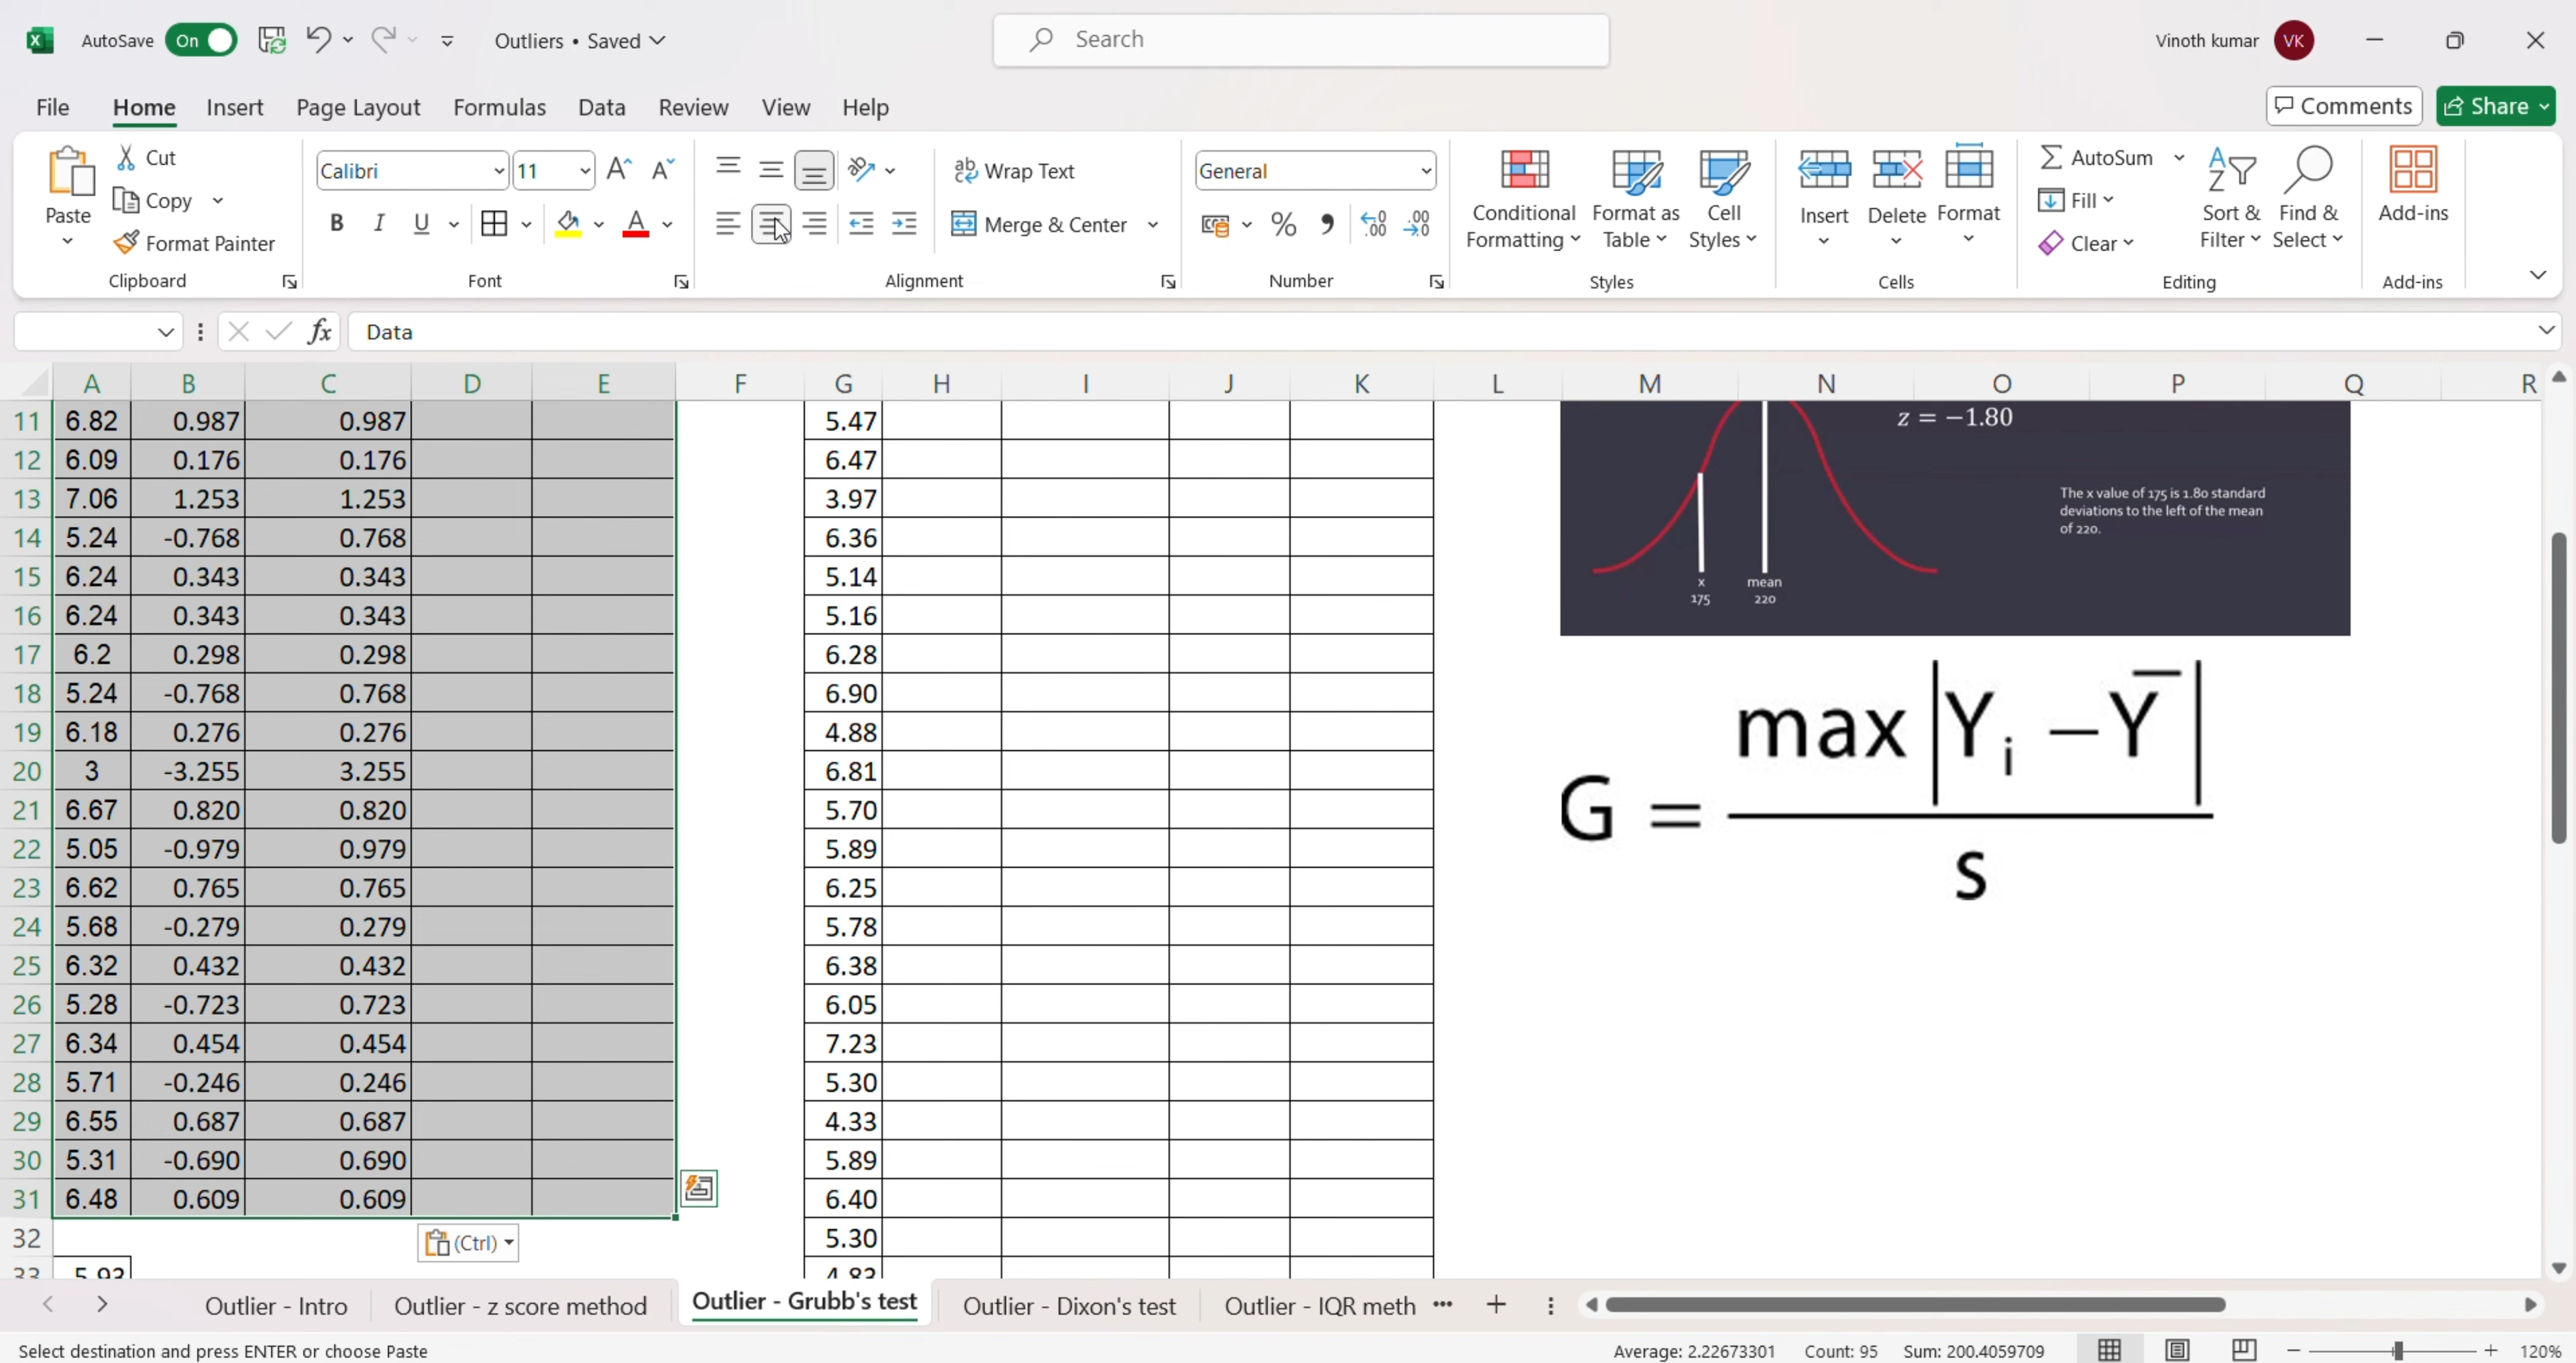 AutoSave On Outliers • Saved Search Vinoth kumar VK
File Home Insert Page Layout Formulas Data Review View Help Comments Share
Paste Cut Copy Format Painter Clipboard
Calibri 11 B I U A Font
ab Wrap Text Merge & Center Alignment
General % , Number
Conditional Formatting Format as Table Cell Styles Styles
Insert Delete Format Cells
AutoSum Fill Clear Sort & Filter Find & Select Editing
Add-ins Add-ins
fx Data
A B C D E F G H I J K L M N O P Q R
11 6.82 0.987 0.987 5.47
12 6.09 0.176 0.176 6.47
13 7.06 1.253 1.253 3.97
14 5.24 -0.768 0.768 6.36
15 6.24 0.343 0.343 5.14
16 6.24 0.343 0.343 5.16
17 6.2 0.298 0.298 6.28
18 5.24 -0.768 0.768 6.90
19 6.18 0.276 0.276 4.88
20 3 -3.255 3.255 6.81
21 6.67 0.820 0.820 5.70
22 5.05 -0.979 0.979 5.89
23 6.62 0.765 0.765 6.25
24 5.68 -0.279 0.279 5.78
25 6.32 0.432 0.432 6.38
26 5.28 -0.723 0.723 6.05
27 6.34 0.454 0.454 7.23
28 5.71 -0.246 0.246 5.30
29 6.55 0.687 0.687 4.33
30 5.31 -0.690 0.690 5.89
31 6.48 0.609 0.609 6.40
32 5.30
33 5.93 4.83
(Ctrl)
z = −1.80
The x value of 175 is 1.80 standard
deviations to the left of the mean
of 220.
x mean
175 220
max |Yi − Y̅|
G =
s
Outlier - Intro Outlier - z score method Outlier - Grubb's test Outlier - Dixon's test Outlier - IQR meth
Select destination and press ENTER or choose Paste Average: 2.22673301 Count: 95 Sum: 200.4059709 120%